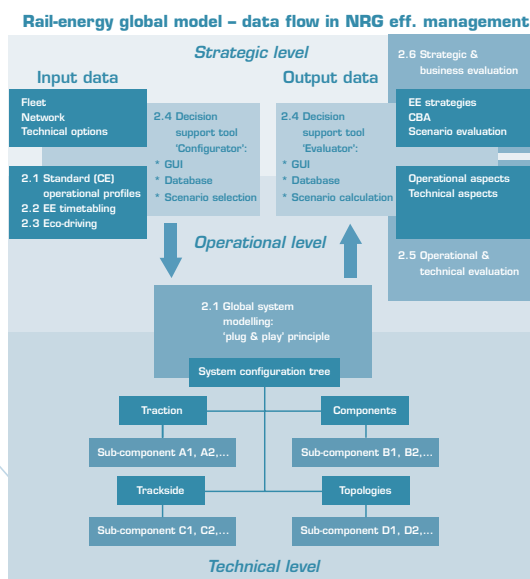 Rail-energy global model – data flow in NRG eff. management
Strategic level
Input data
Output data
2.6 Strategic &
business evaluation
Fleet
Network
Technical options
2.4 Decision
support tool
'Configurator':
* GUI
* Database
* Scenario selection
2.4 Decision
support tool
'Evaluator':
* GUI
* Database
* Scenario calculation
EE strategies
CBA
Scenario evaluation
2.1 Standard (CE)
operational profiles
2.2 EE timetabling
2.3 Eco-driving
Operational aspects
Technical aspects
Operational level
2.5 Operational &
technical evaluation
2.1 Global system
modelling:
'plug & play' principle
System configuration tree
Traction
Components
Sub-component A1, A2,...
Sub-component B1, B2,...
Trackside
Topologies
Sub-component C1, C2,...
Sub-component D1, D2,...
Technical level